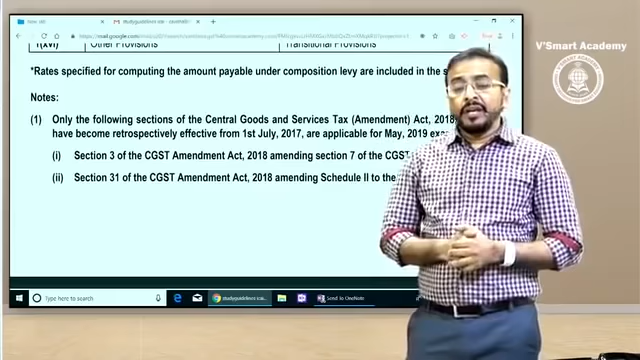 V'Smart Academy
new old
studyguidelines icai
1(xvi) Other Provisions Transitional Provisions
*Rates specified for computing the amount payable under composition levy are included in the s
Notes:
(1) Only the following sections of the Central Goods and Services Tax (Amendment) Act, 2018,
have become retrospectively effective from 1st July, 2017, are applicable for May, 2019 exa
(i) Section 3 of the CGST Amendment Act, 2018 amending section 7 of the CGST
(ii) Section 31 of the CGST Amendment Act, 2018 amending Schedule II to the
Type here to search
studyguidelines icai...
Send To OneNote